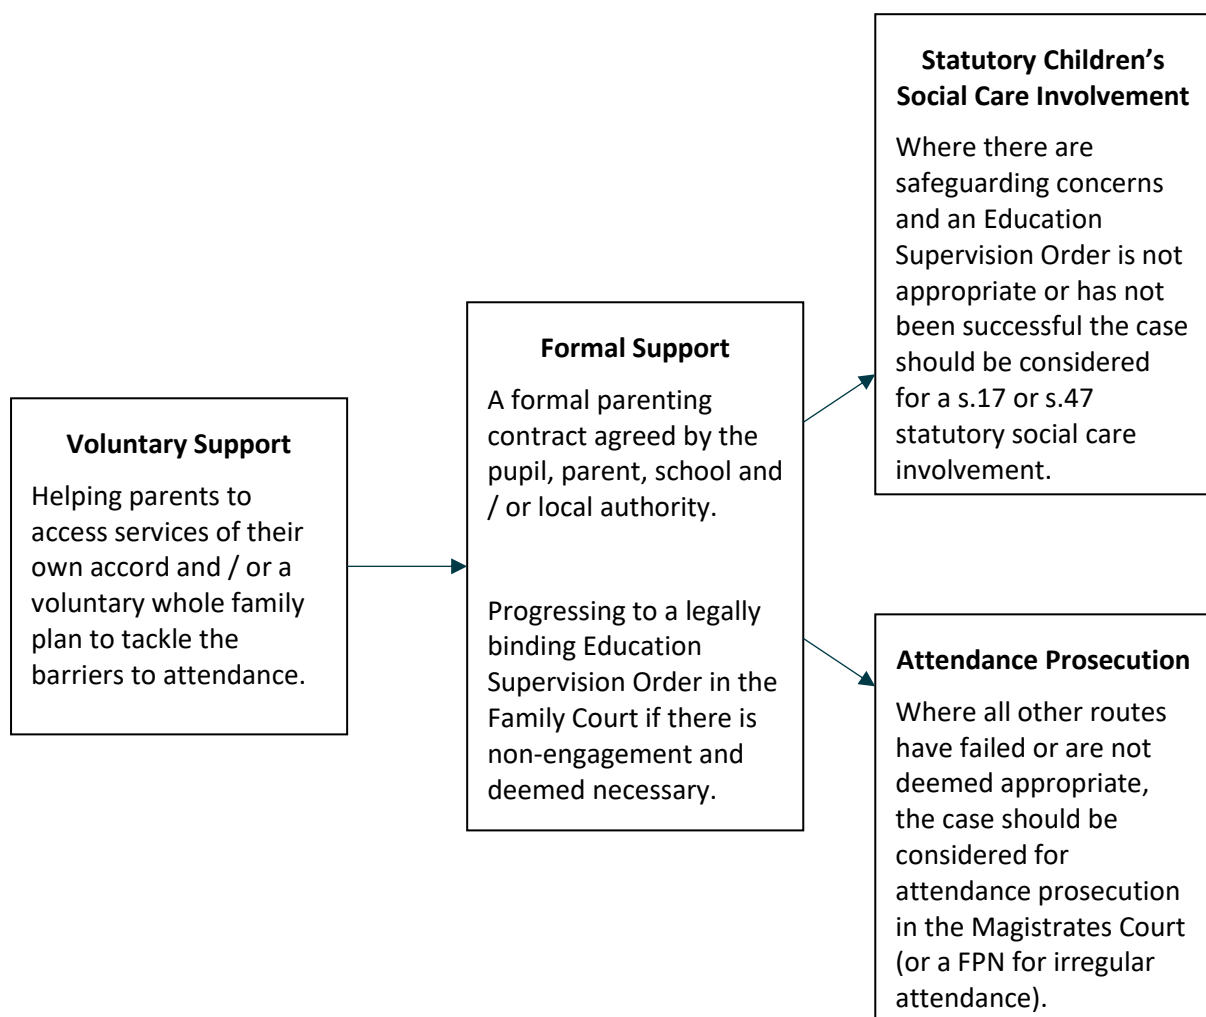 Voluntary Support
Helping parents to
access services of their
own accord and / or a
voluntary whole family
plan to tackle the
barriers to attendance.
Formal Support
A formal parenting
contract agreed by the
pupil, parent, school and
/ or local authority.
Progressing to a legally
binding Education
Supervision Order in the
Family Court if there is
non-engagement and
deemed necessary.
Statutory Children’s
Social Care Involvement
Where there are
safeguarding concerns
and an Education
Supervision Order is not
appropriate or has not
been successful the case
should be considered
for a s.17 or s.47
statutory social care
involvement.
Attendance Prosecution
Where all other routes
have failed or are not
deemed appropriate,
the case should be
considered for
attendance prosecution
in the Magistrates Court
(or a FPN for irregular
attendance).